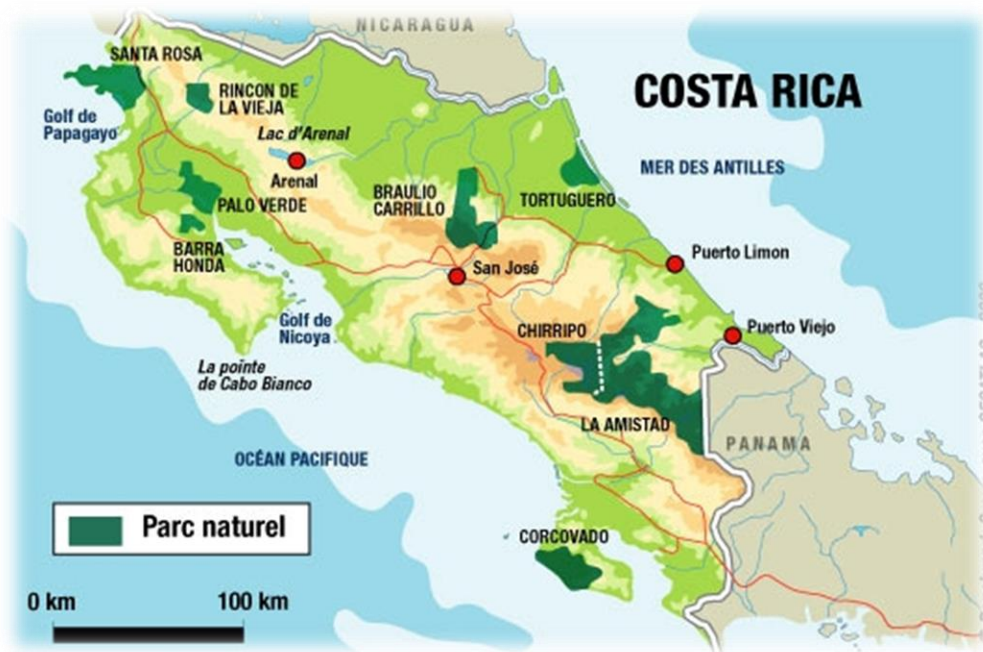 NICARAGUA
SANTA ROSA
RINCON DE
LA VIEJA
COSTA RICA
Golf de
Papagayo
Lac d'Arenal
Arenal
MER DES ANTILLES
BRAULIO
CARRILLO
TORTUGUERO
PALO VERDE
BARRA
HONDA
Puerto Limon
San José
Golf de
Nicoya
CHIRRIPO
Puerto Viejo
La pointe
de Cabo Bianco
LA AMISTAD
PANAMA
OCÉAN PACIFIQUE
Parc naturel
CORCOVADO
0 km
100 km